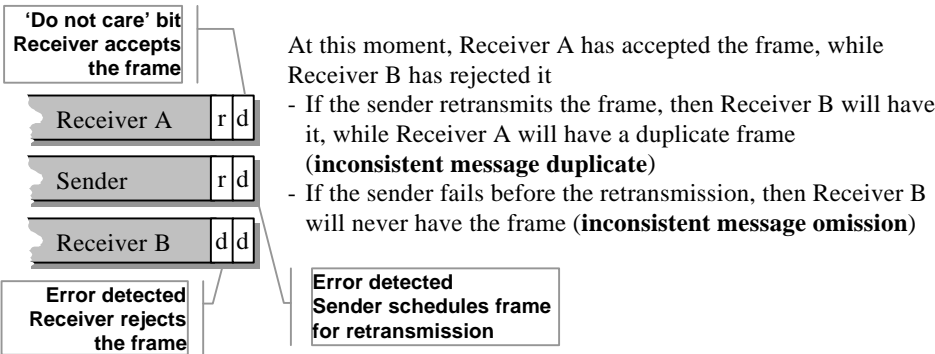 ‘Do not care’ bit
Receiver accepts
the frame
Receiver A r d
Sender r d
Receiver B d d
Error detected
Receiver rejects
the frame
Error detected
Sender schedules frame
for retransmission
At this moment, Receiver A has accepted the frame, while
Receiver B has rejected it
- If the sender retransmits the frame, then Receiver B will have
it, while Receiver A will have a duplicate frame
(inconsistent message duplicate)
- If the sender fails before the retransmission, then Receiver B
will never have the frame (inconsistent message omission)